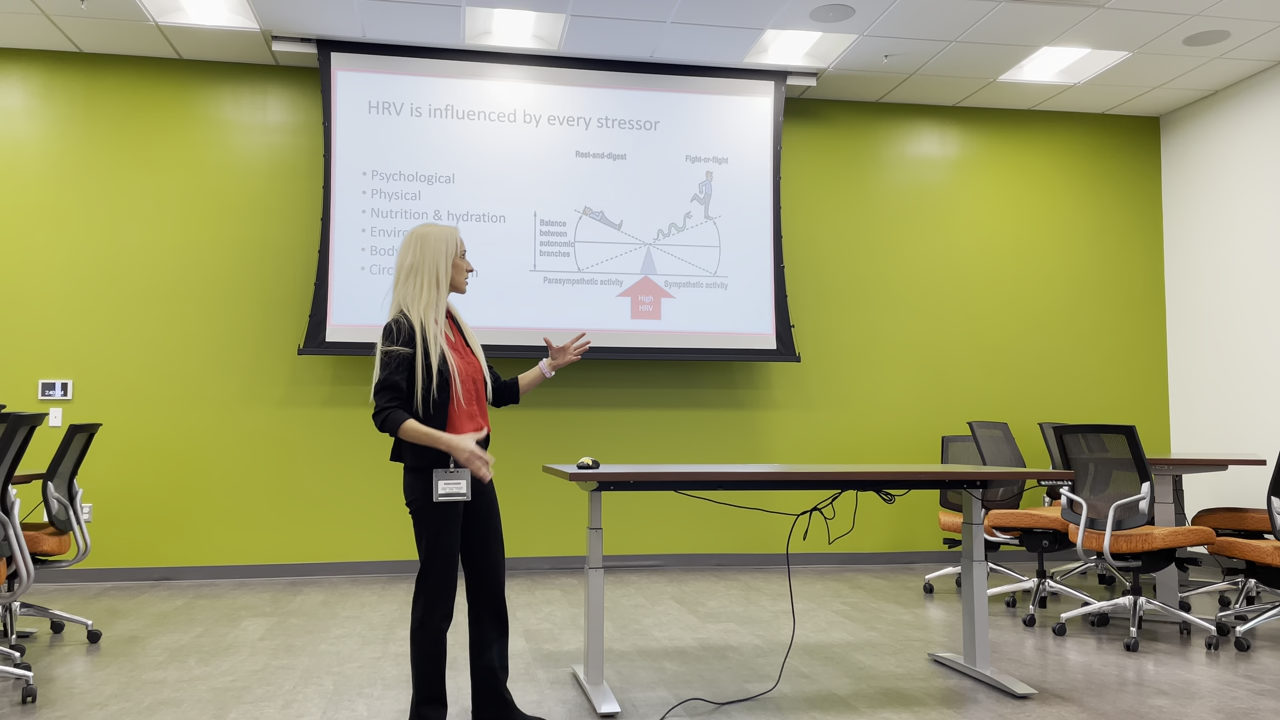 HRV is influenced by every stressor
Rest-and-digest
Fight-or-flight
• Psychological
• Physical
• Nutrition & hydration
Balance
between
autonomic
branches
Parasympathetic activity
Sympathetic activity
High
HRV